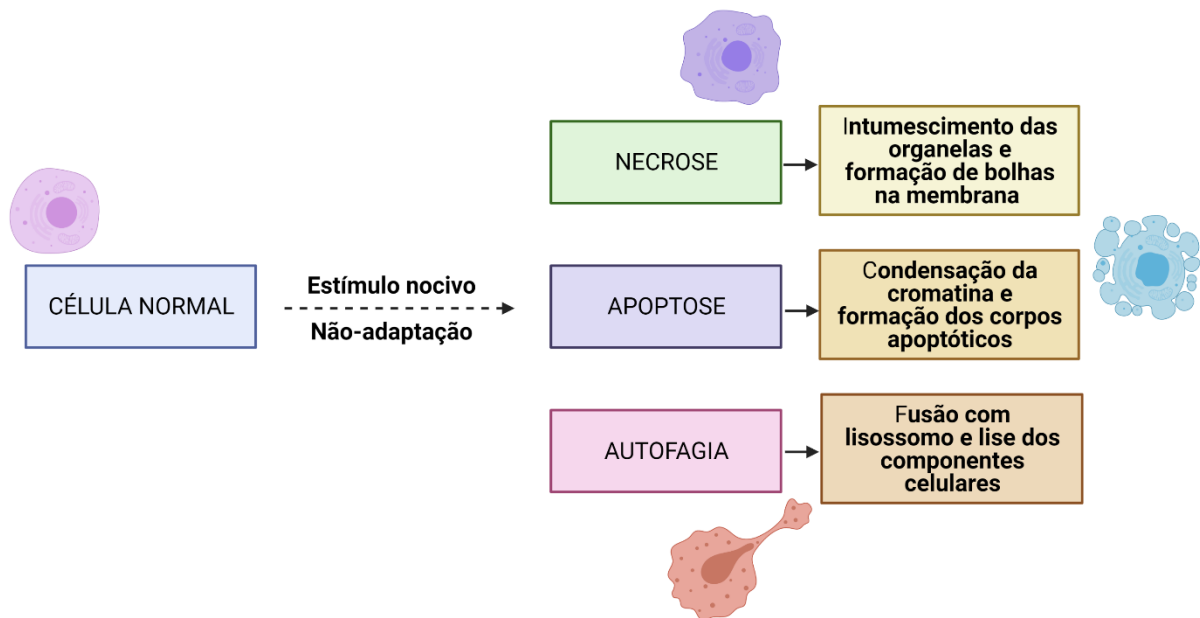 CÉLULA NORMAL
Estímulo nocivo
Não-adaptação
NECROSE
Intumescimento das
organelas e
formação de bolhas
na membrana
APOPTOSE
Condensação da
cromatina e
formação dos corpos
apoptóticos
AUTOFAGIA
Fusão com
lisossomo e lise dos
componentes
celulares